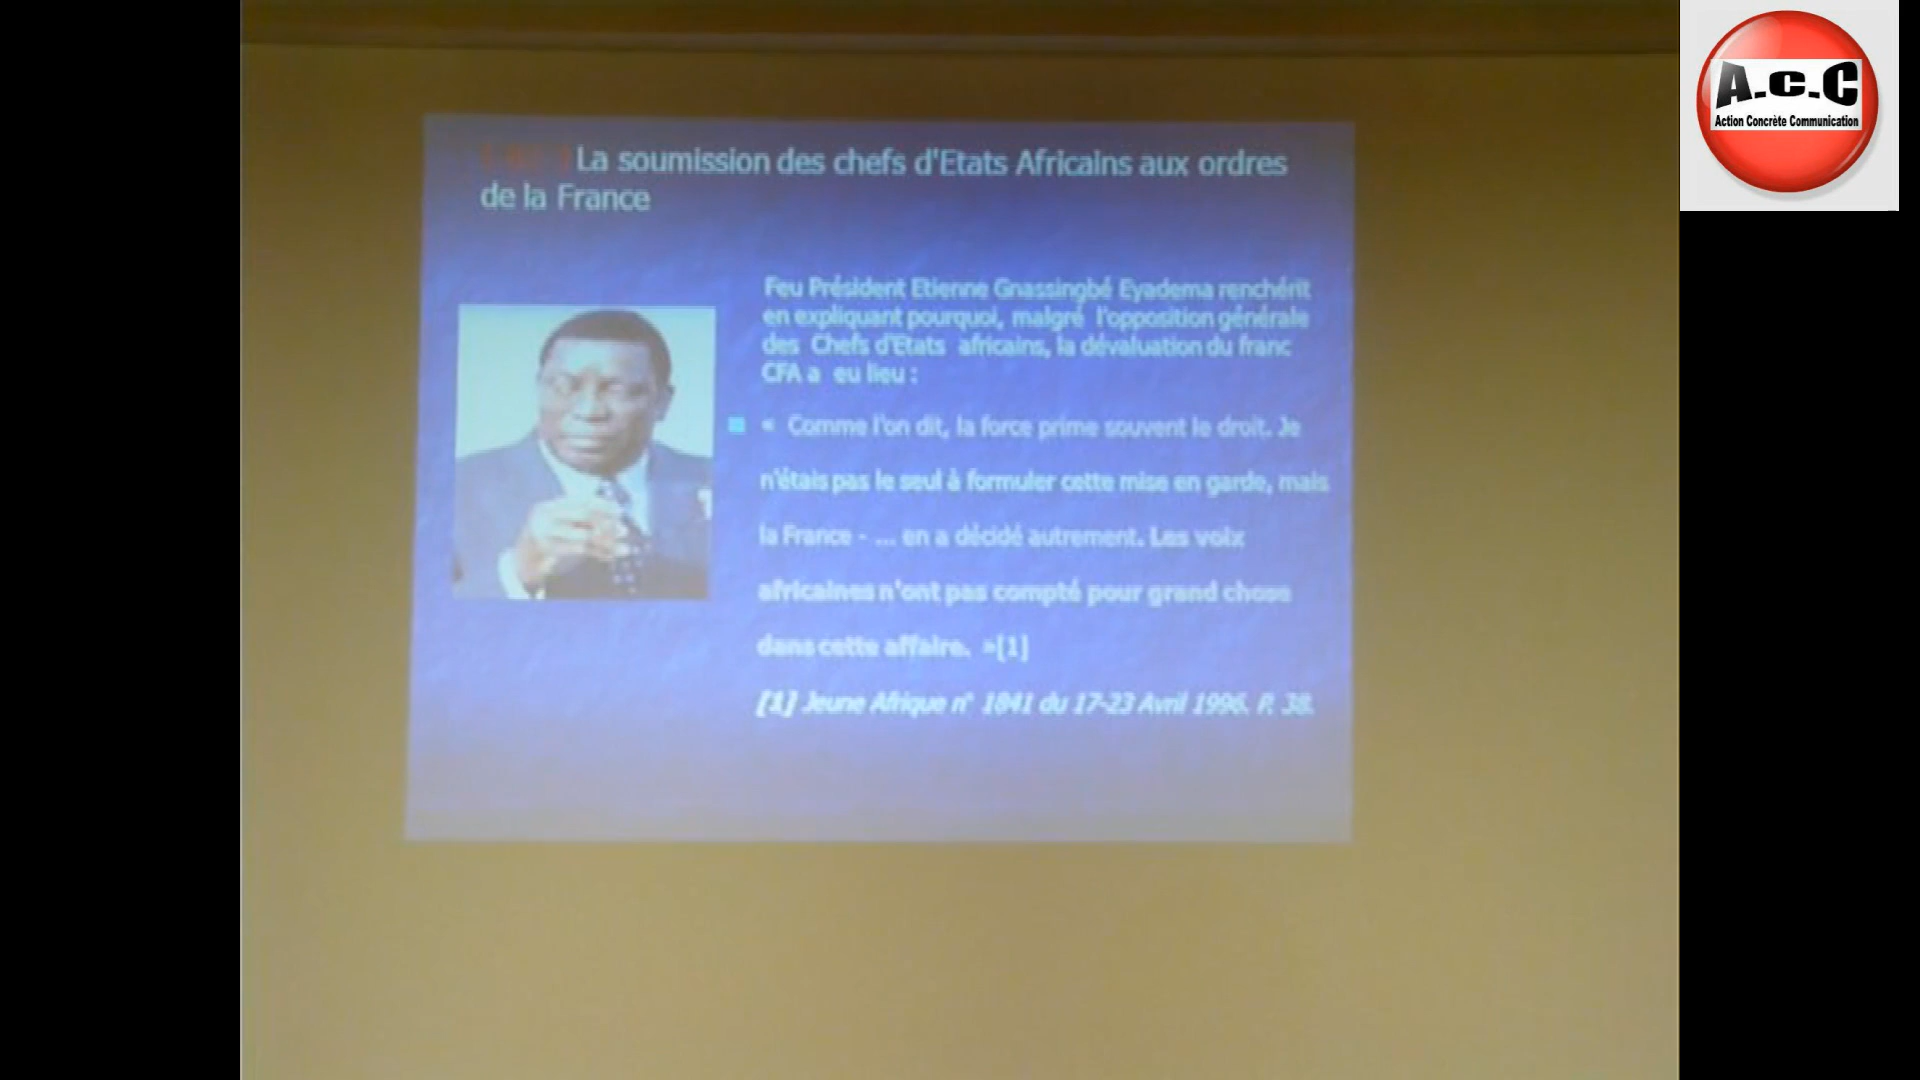 A.C.C
Action Concrète Communication
La soumission des chefs d'Etats Africains aux ordres
de la France
Feu Président Etienne Gnassingbé Eyadema renchérit
en expliquant pourquoi, malgré l'opposition générale
des Chefs d'Etats africains, la dévaluation du franc
CFA a eu lieu :
« Comme l'on dit, la force prime souvent le droit. Je
n'étais pas le seul à formuler cette mise en garde, mais
la France - ... en a décidé autrement. Les voix
africaines n'ont pas compté pour grand chose
dans cette affaire. »[1]
[1] Jeune Afrique n° 1841 du 17-23 Avril 1996. P. 38.